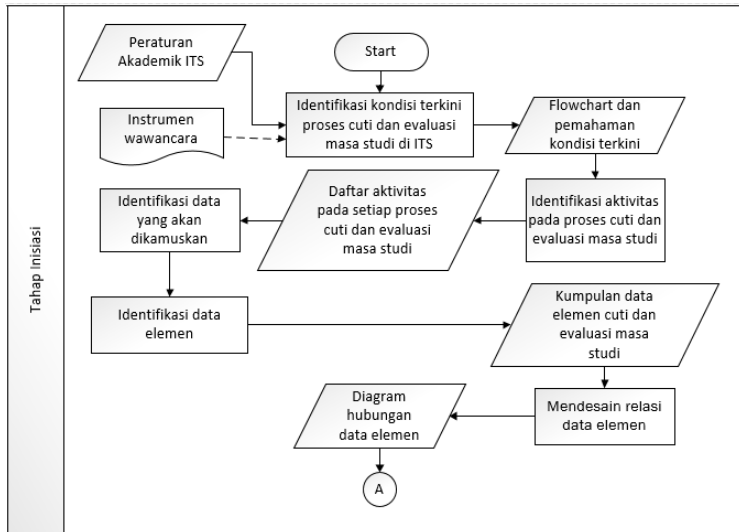 Tahap Inisiasi
Peraturan
Akademik ITS
Start
Instrumen
wawancara
Identifikasi kondisi terkini
proses cuti dan evaluasi
masa studi di ITS
Flowchart dan
pemahaman
kondisi terkini
Identifikasi data
yang akan
dikamuskan
Daftar aktivitas
pada setiap proses
cuti dan evaluasi
masa studi
Identifikasi aktivitas
pada proses cuti dan
evaluasi masa studi
Identifikasi data
elemen
Kumpulan data
elemen cuti dan
evaluasi masa
studi
Diagram
hubungan
data elemen
Mendesain relasi
data elemen
A